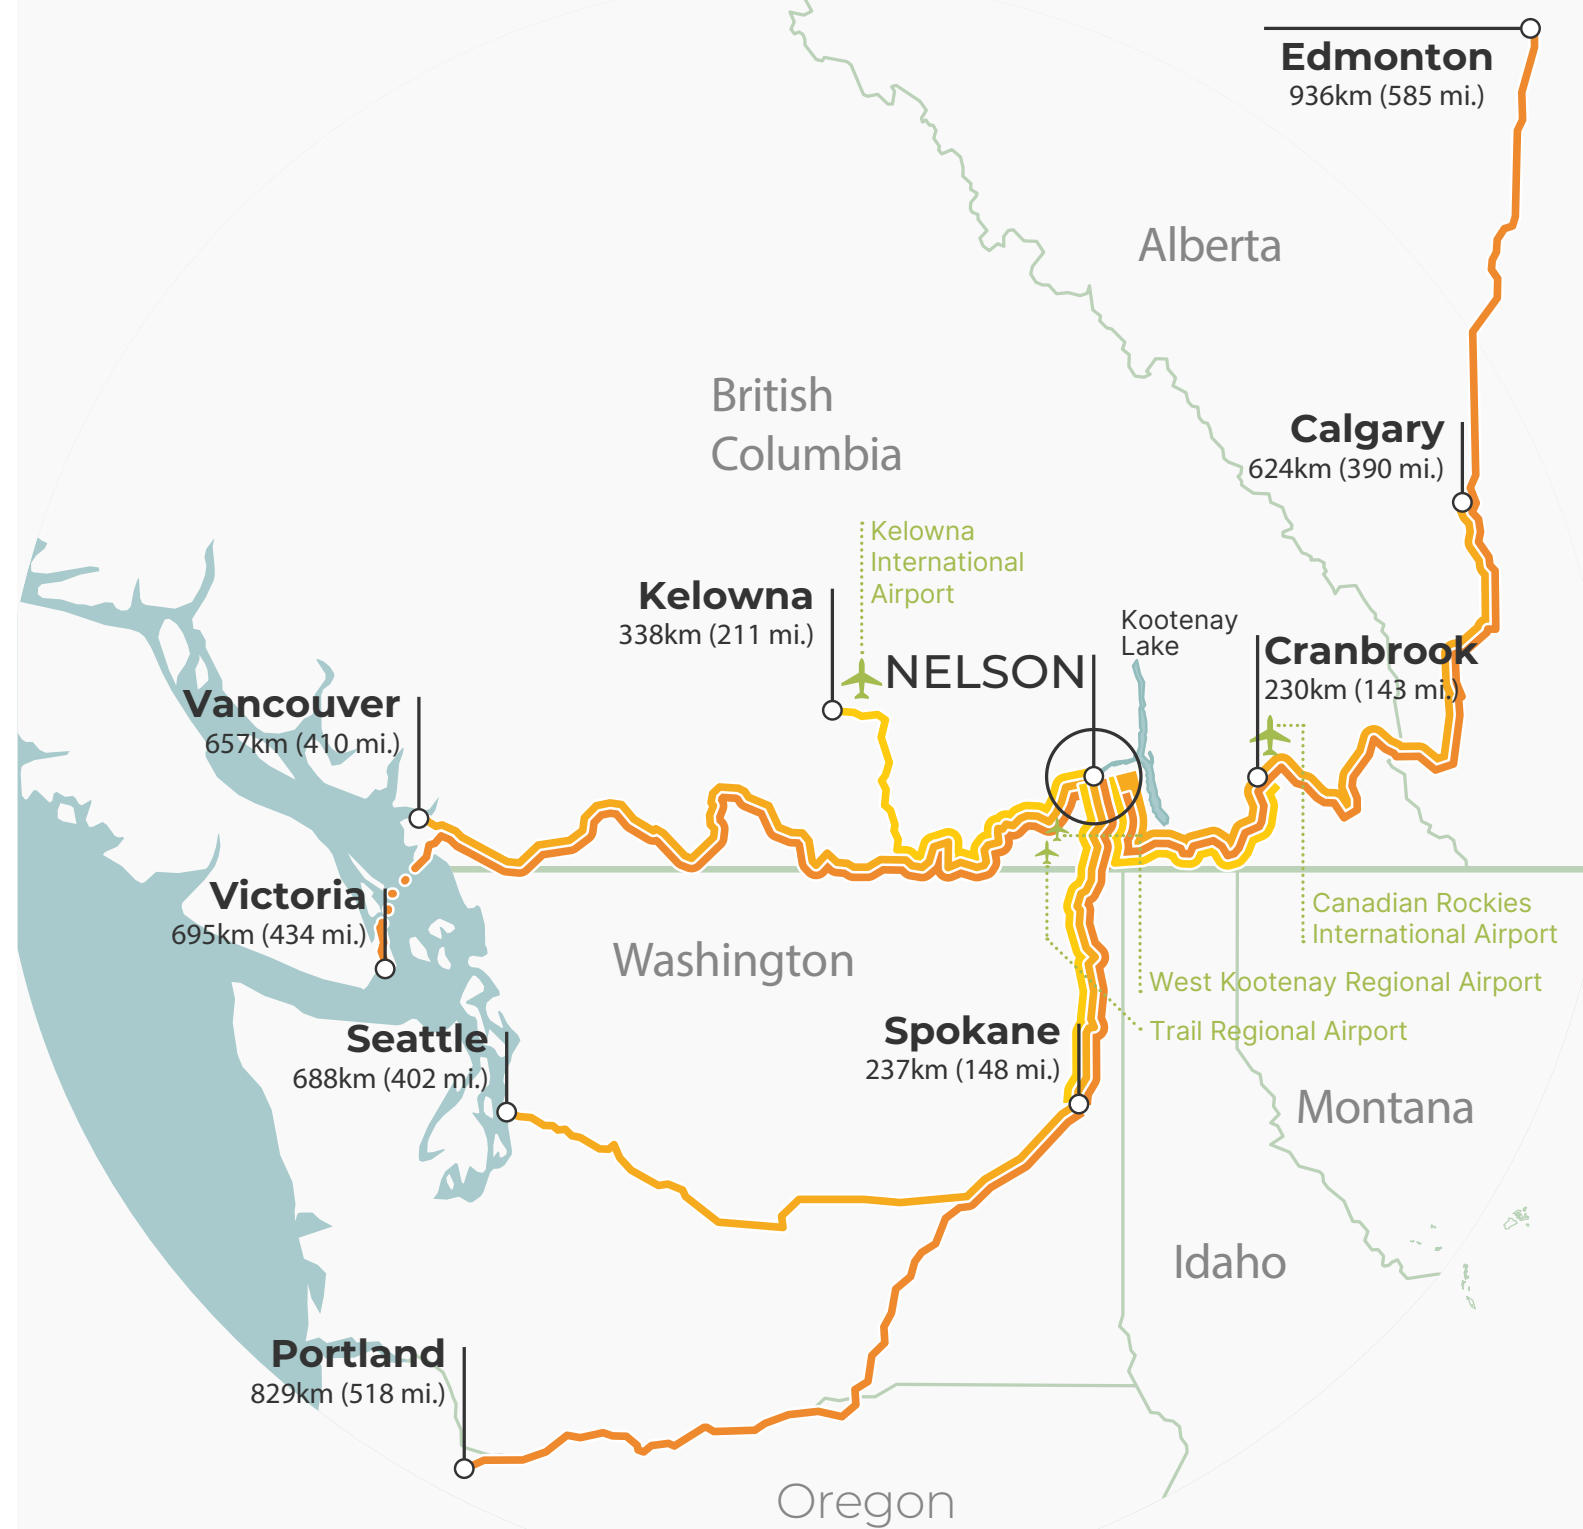 Edmonton
936km (585 mi.)
Alberta
British
Columbia
Calgary
624km (390 mi.)
Kelowna
International
Airport
Kelowna
338km (211 mi.)
NELSON
Kootenay
Lake
Cranbrook
230km (143 mi.)
Vancouver
657km (410 mi.)
Victoria
695km (434 mi.)
Washington
Canadian Rockies
International Airport
West Kootenay Regional Airport
Trail Regional Airport
Seattle
688km (402 mi.)
Spokane
237km (148 mi.)
Montana
Idaho
Portland
829km (518 mi.)
Oregon